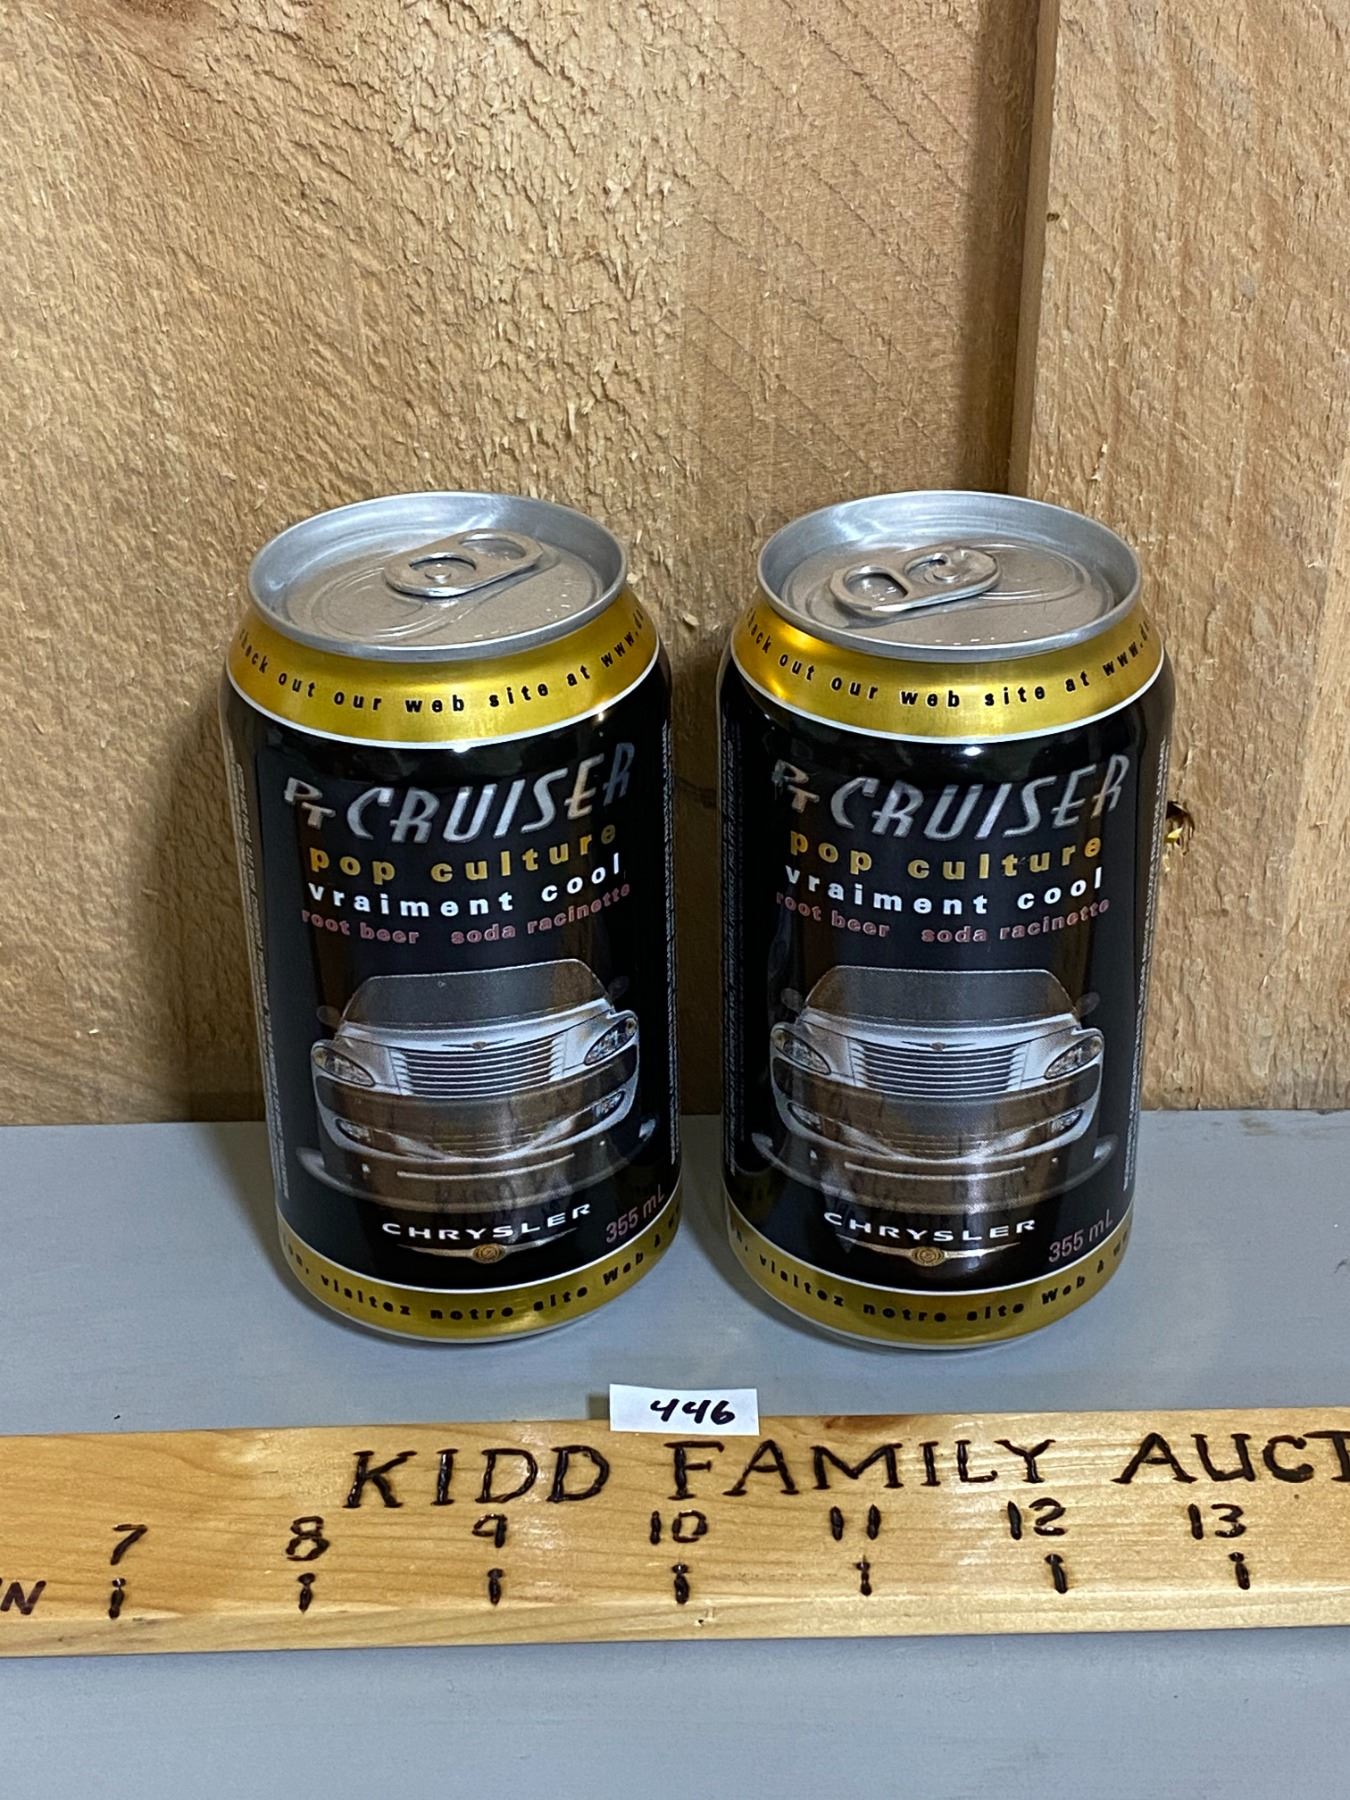 check out our web site at www.d
PT CRUISER
pop culture
vraiment cool
root beer soda racinette
CHRYSLER
355 mL
visitez notre site Web à
out our web site at www.d
PT CRUISER
pop culture
vraiment cool
root beer soda racinette
CHRYSLER
355 mL
visitez notre site Web à
446
KIDD FAMILY AUCT
7 8 9 10 11 12 13
IN